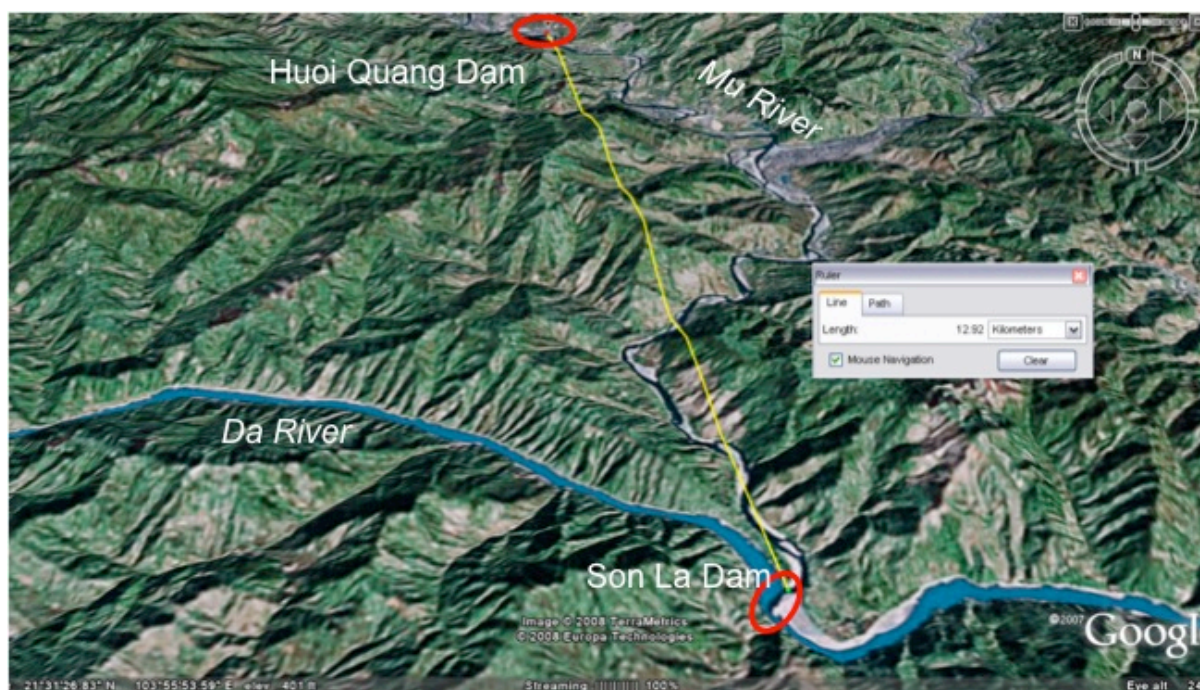 Huoi Quang Dam
Mu River
Ruler
Line Path
Length: 12.92 Kilometers
Mouse Navigation Clear
Da River
Son La Dam
Image © 2008 TerraMetrics
© 2008 Europa Technologies
©2007 Googl
N
21°31'26.83" N 103°55'53.59" E elev 401 m Streaming 100% Eye alt